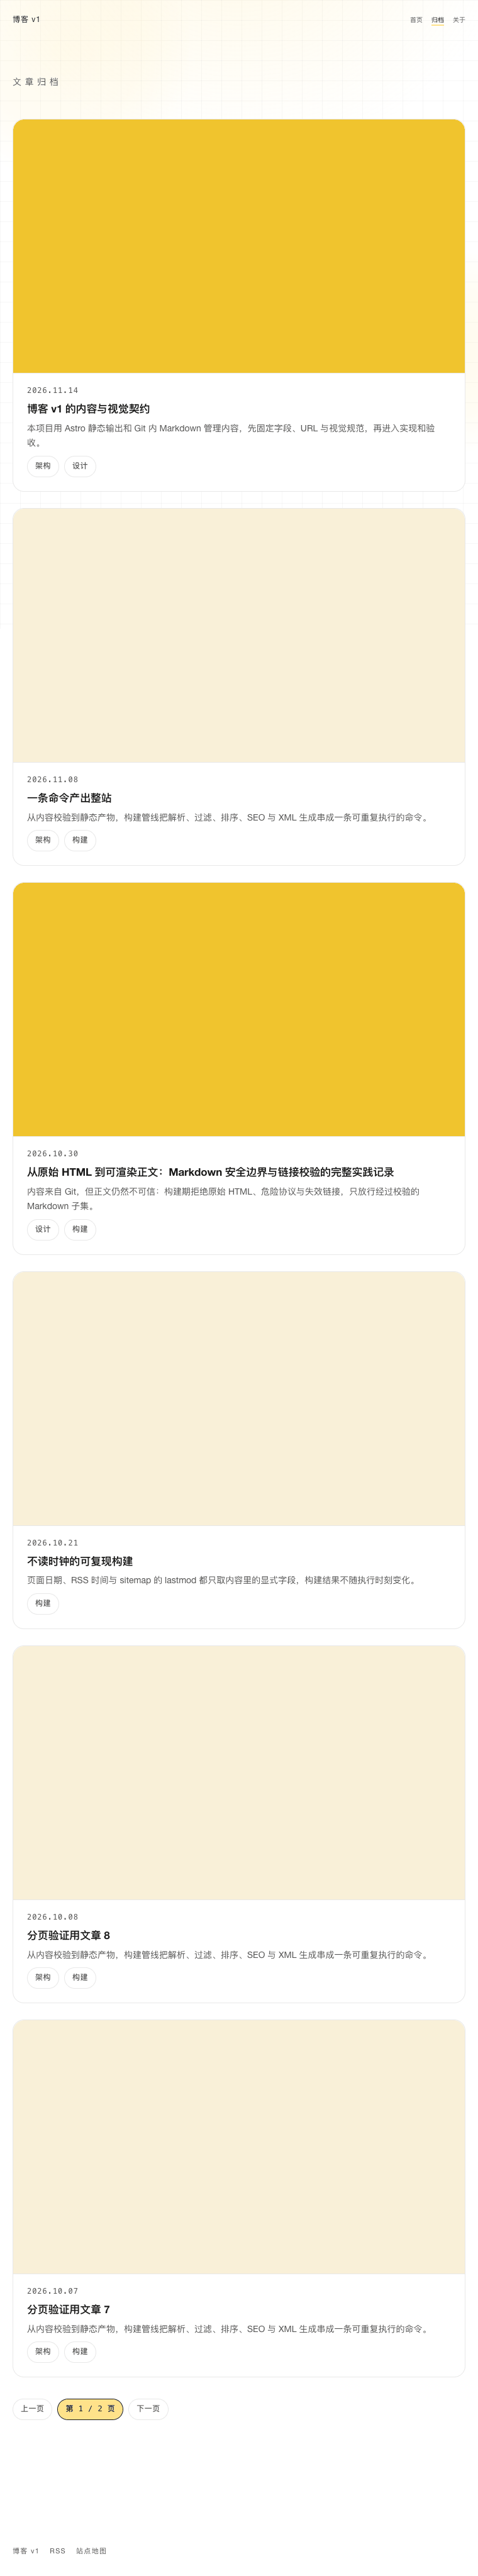 博客 v1
首页 归档 关于
文章归档
2026.11.14
博客 v1 的内容与视觉契约
本项目用 Astro 静态输出和 Git 内 Markdown 管理内容，先固定字段、URL 与视觉规范，再进入实现和验
收。
架构 设计
2026.11.08
一条命令产出整站
从内容校验到静态产物，构建管线把解析、过滤、排序、SEO 与 XML 生成串成一条可重复执行的命令。
架构 构建
2026.10.30
从原始 HTML 到可渲染正文：Markdown 安全边界与链接校验的完整实践记录
内容来自 Git，但正文仍然不可信：构建期拒绝原始 HTML、危险协议与失效链接，只放行经过校验的
Markdown 子集。
设计 构建
2026.10.21
不读时钟的可复现构建
页面日期、RSS 时间与 sitemap 的 lastmod 都只取内容里的显式字段，构建结果不随执行时刻变化。
构建
2026.10.08
分页验证用文章 8
从内容校验到静态产物，构建管线把解析、过滤、排序、SEO 与 XML 生成串成一条可重复执行的命令。
架构 构建
2026.10.07
分页验证用文章 7
从内容校验到静态产物，构建管线把解析、过滤、排序、SEO 与 XML 生成串成一条可重复执行的命令。
架构 构建
上一页 第 1 / 2 页 下一页
博客 v1 RSS 站点地图